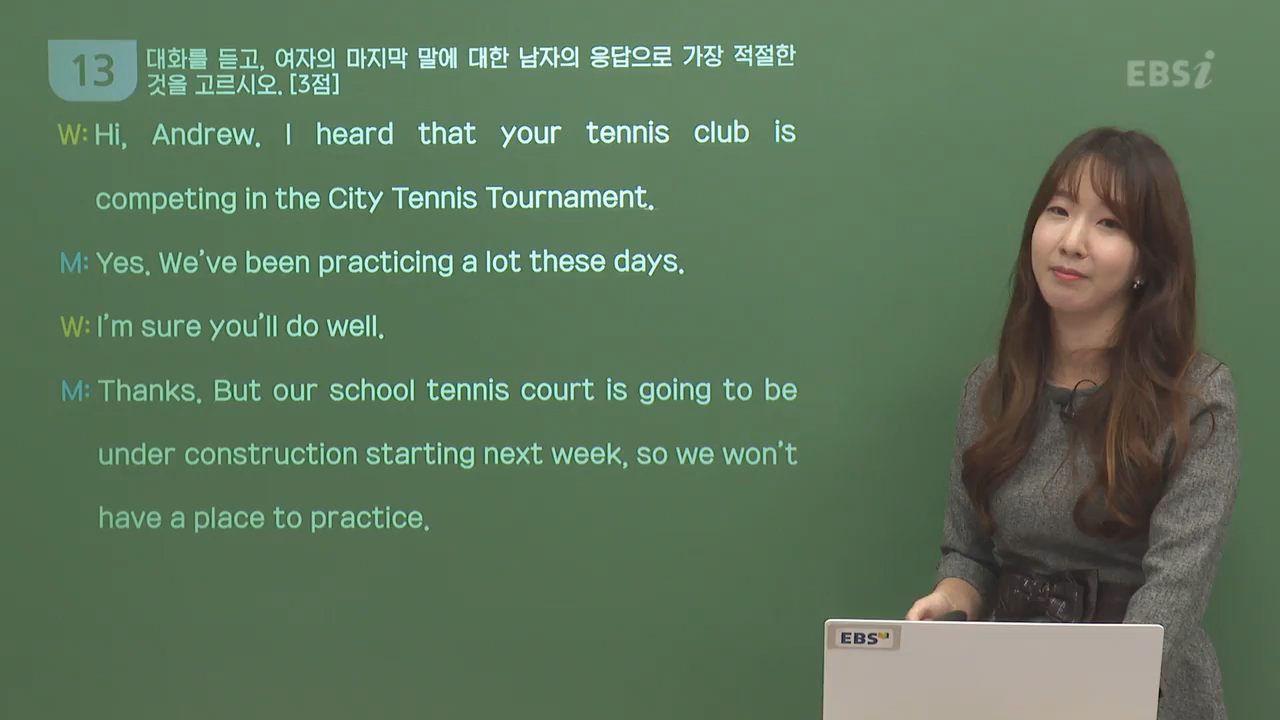 13
대화를 듣고, 여자의 마지막 말에 대한 남자의 응답으로 가장 적절한
것을 고르시오. [3점]
EBSi
W: Hi, Andrew. I heard that your tennis club is
competing in the City Tennis Tournament.
M: Yes. We've been practicing a lot these days.
W: I'm sure you'll do well.
M: Thanks. But our school tennis court is going to be
under construction starting next week, so we won't
have a place to practice.
EBS